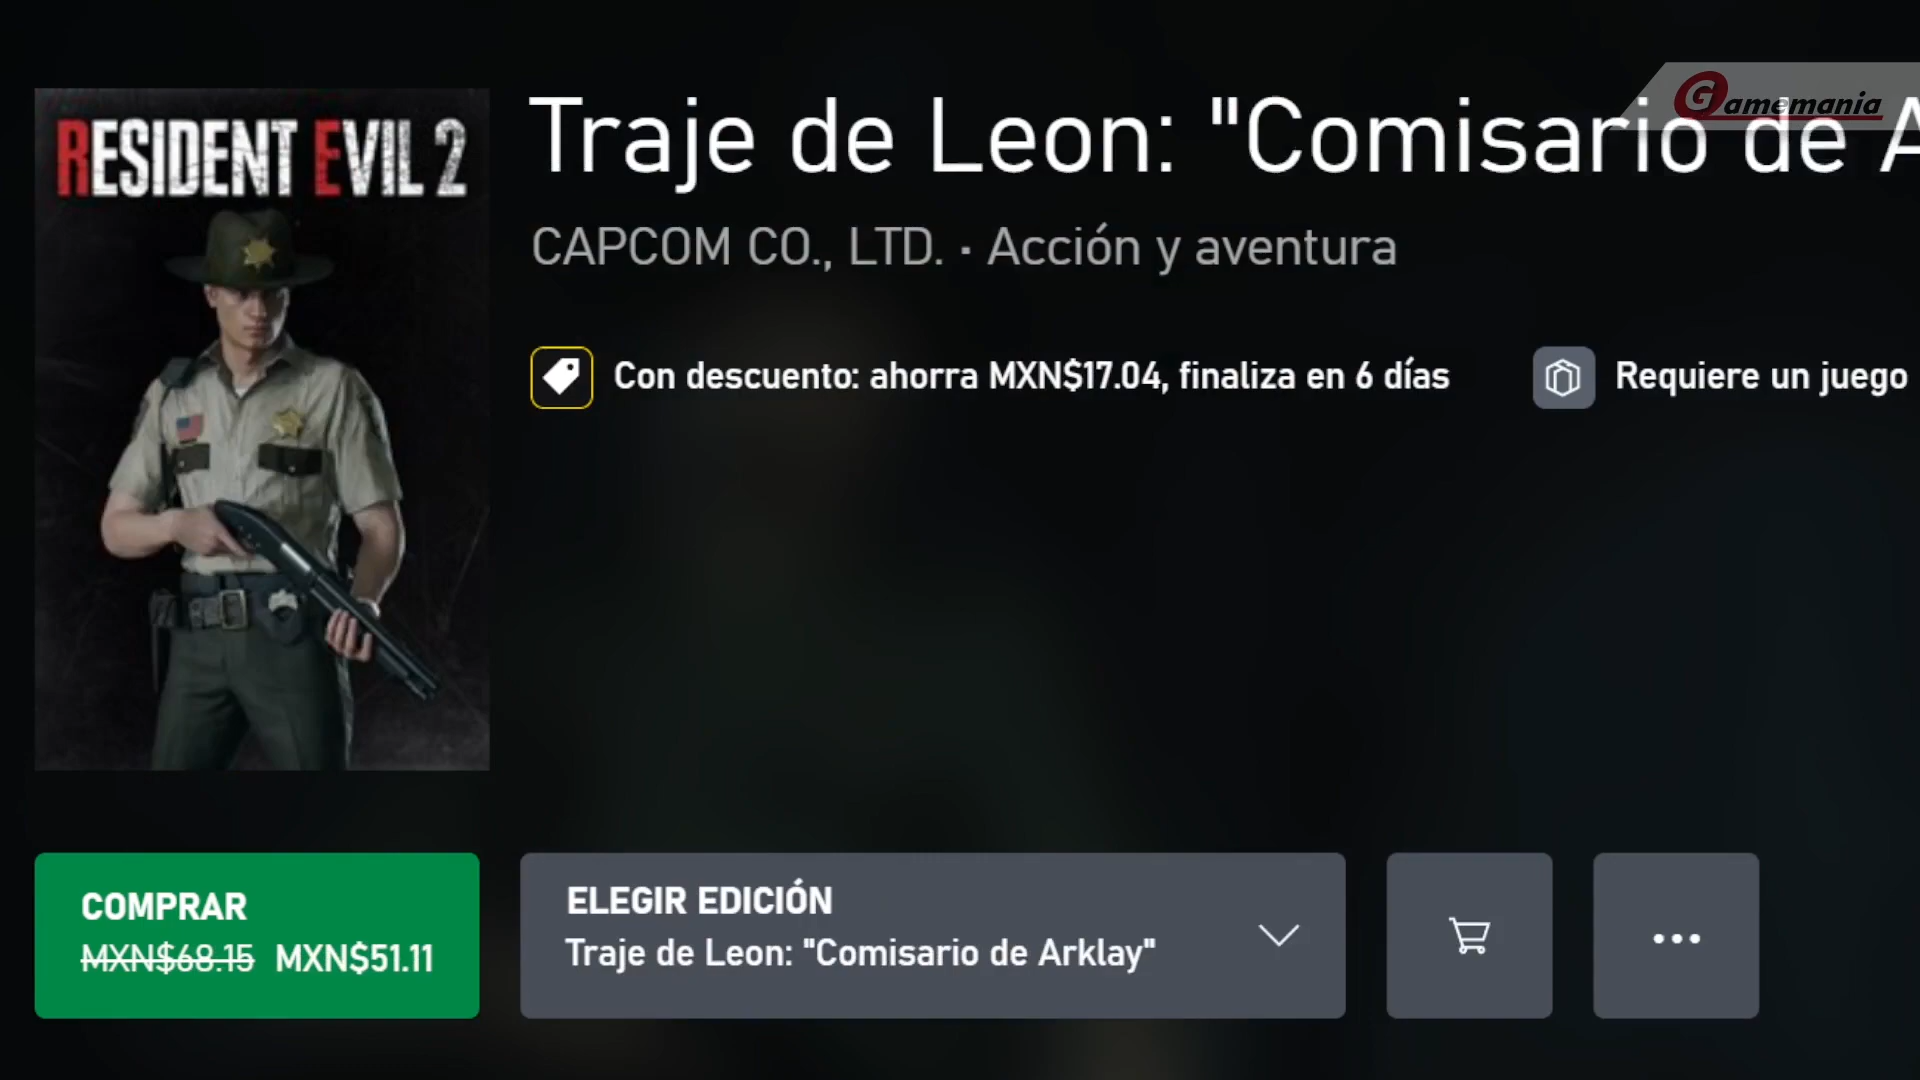 RESIDENT EVIL 2
Traje de Leon: "Comisario de A
Gamemania
CAPCOM CO., LTD. · Acción y aventura
Con descuento: ahorra MXN$17.04, finaliza en 6 días
Requiere un juego
COMPRAR
MXN$68.15 MXN$51.11
ELEGIR EDICIÓN
Traje de Leon: "Comisario de Arklay"